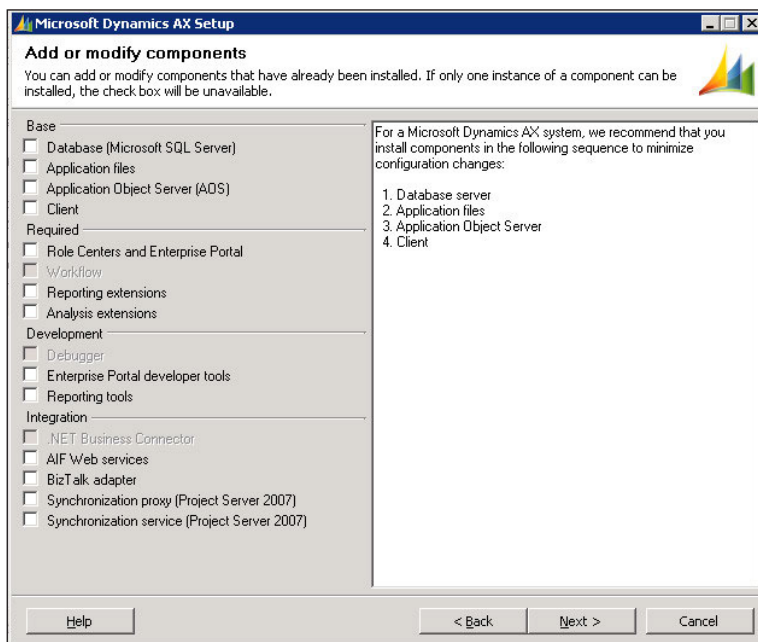 Microsoft Dynamics AX Setup
Add or modify components
You can add or modify components that have already been installed. If only one instance of a component can be
installed, the check box will be unavailable.
Base
Database (Microsoft SQL Server)
Application files
Application Object Server (AOS)
Client
Required
Role Centers and Enterprise Portal
Workflow
Reporting extensions
Analysis extensions
Development
Debugger
Enterprise Portal developer tools
Reporting tools
Integration
.NET Business Connector
AIF Web services
BizTalk adapter
Synchronization proxy (Project Server 2007)
Synchronization service (Project Server 2007)
For a Microsoft Dynamics AX system, we recommend that you
install components in the following sequence to minimize
configuration changes:
1. Database server
2. Application files
3. Application Object Server
4. Client
Help
< Back
Next >
Cancel